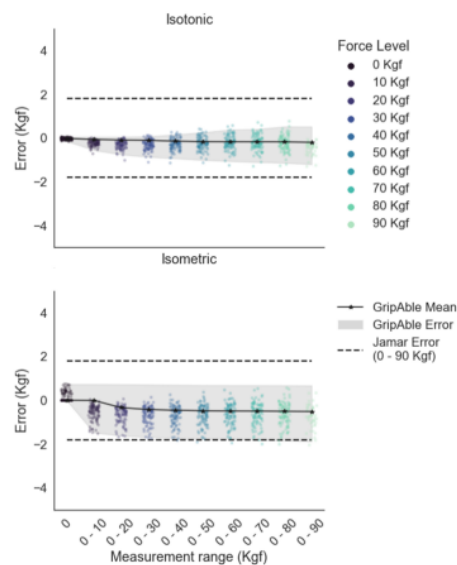 Isotonic
Error (Kgf)
4
2
0
−2
−4
Force Level
0 Kgf
10 Kgf
20 Kgf
30 Kgf
40 Kgf
50 Kgf
60 Kgf
70 Kgf
80 Kgf
90 Kgf
Isometric
Error (Kgf)
4
2
0
−2
−4
GripAble Mean
GripAble Error
Jamar Error
(0 - 90 Kgf)
0
0 - 10
0 - 20
0 - 30
0 - 40
0 - 50
0 - 60
0 - 70
0 - 80
0 - 90
Measurement range (Kgf)